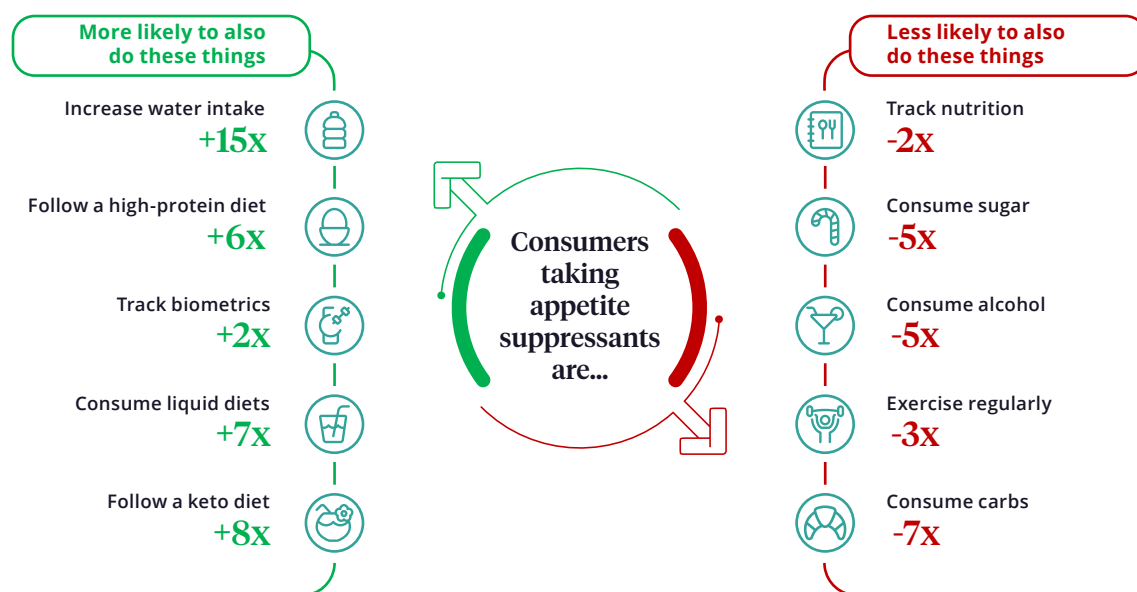 More likely to also
do these things
Increase water intake
+15x
Follow a high-protein diet
+6x
Track biometrics
+2x
Consume liquid diets
+7x
Follow a keto diet
+8x
Consumers
taking
appetite
suppressants
are...
Less likely to also
do these things
Track nutrition
-2x
Consume sugar
-5x
Consume alcohol
-5x
Exercise regularly
-3x
Consume carbs
-7x